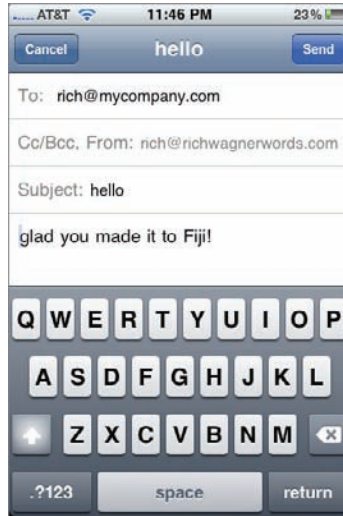 AT&T 11:46 PM 23%
Cancel hello Send
To: rich@mycompany.com
Cc/Bcc, From: rich@richwagnerwords.com
Subject: hello
glad you made it to Fiji!
Q W E R T Y U I O P
A S D F G H J K L
Z X C V B N M
.?123 space return